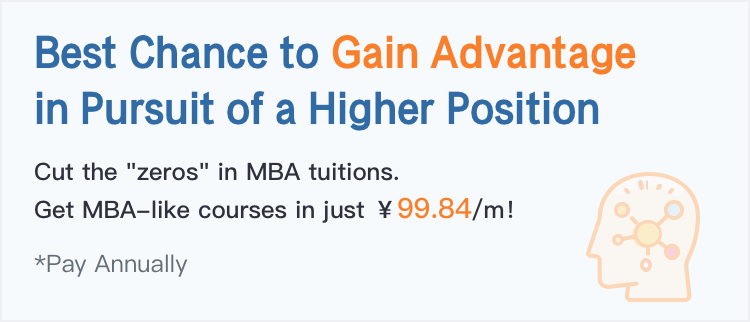 Best Chance to Gain Advantage
in Pursuit of a Higher Position
Cut the "zeros" in MBA tuitions.
Get MBA–like courses in just ¥99.84/m!
*Pay Annually